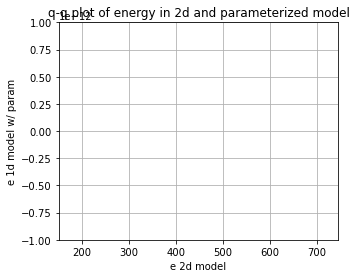 q-q plot of energy in 2d and parameterized model
1e-12
1.00
0.75
0.50
0.25
0.00
−0.25
−0.50
−0.75
−1.00
e 1d model w/ param
200 300 400 500 600 700
e 2d model